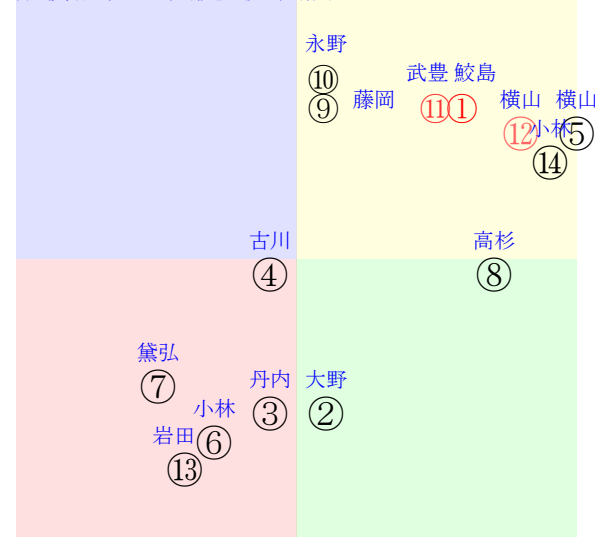 永野
武豊 鮫島
⑩
藤岡
横山
横山
⑨
⑪
①
小林
⑫
⑤
⑭
古川
高杉
④
⑧
黛弘
丹内
大野
⑦
小林
③
②
岩田
⑥
⑬